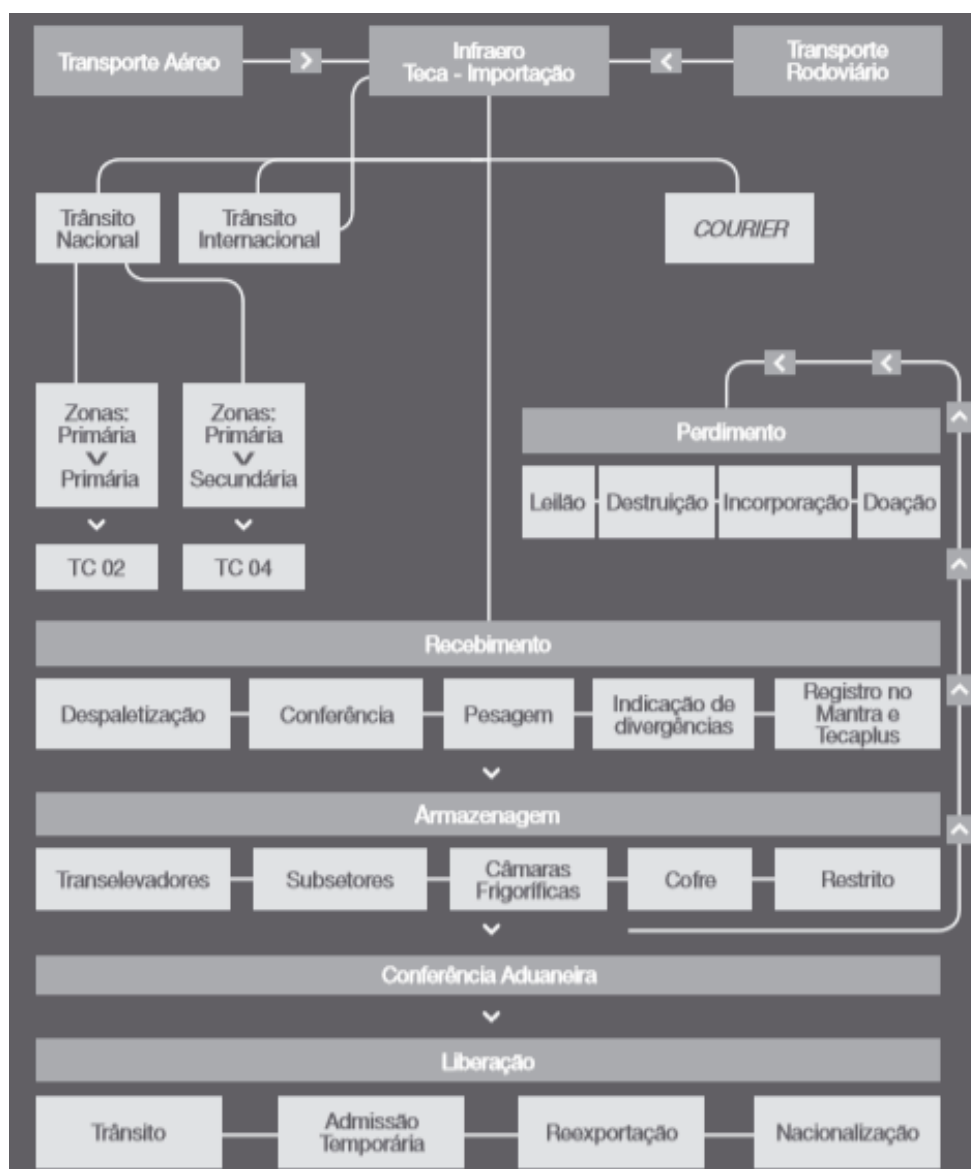 Transporte Aéreo
Infraero
Teca - Importação
Transporte
Rodoviário
Trânsito
Nacional
Trânsito
Internacional
COURIER
Zonas:
Primária
Primária
Zonas:
Primária
Secundária
TC 02
TC 04
Perdimento
Leilão
Destruição
Incorporação
Doação
Recebimento
Despaletização
Conferência
Pesagem
Indicação de
divergências
Registro no
Mantra e
Tecaplus
Armazenagem
Transelevadores
Subsetores
Câmaras
Frigoríficas
Cofre
Restrito
Conferência Aduaneira
Liberação
Trânsito
Admissão
Temporária
Reexportação
Nacionalização